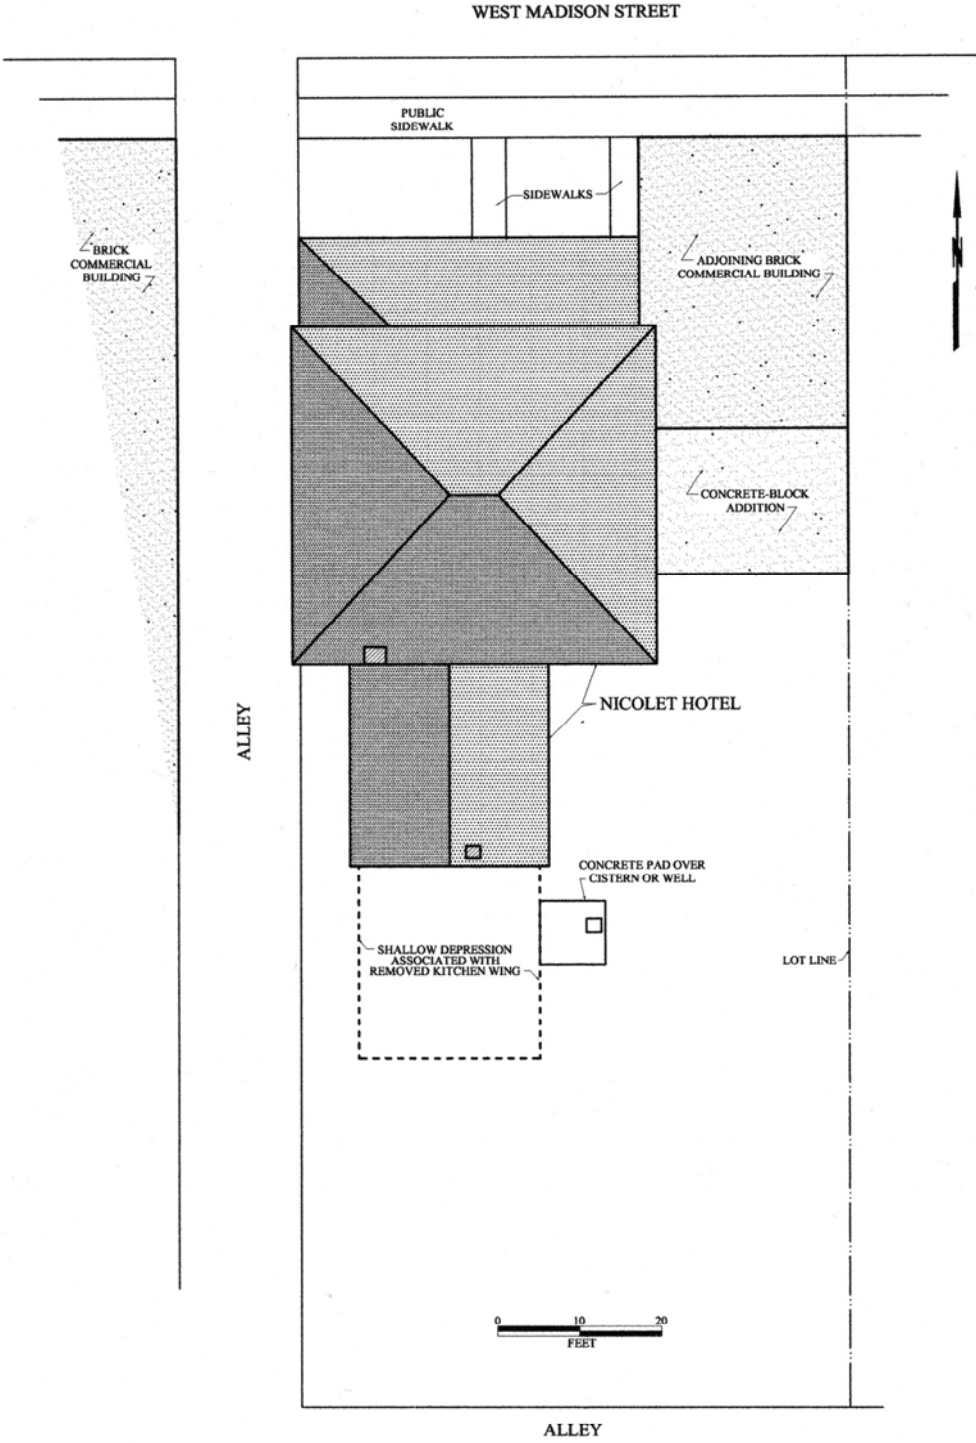 WEST MADISON STREET
PUBLIC
SIDEWALK
SIDEWALKS
BRICK
COMMERCIAL
BUILDING
ADJOINING BRICK
COMMERCIAL BUILDING
N
CONCRETE-BLOCK
ADDITION
NICOLET HOTEL
ALLEY
CONCRETE PAD OVER
CISTERN OR WELL
SHALLOW DEPRESSION
ASSOCIATED WITH
REMOVED KITCHEN WING
LOT LINE
0 10 20
FEET
ALLEY